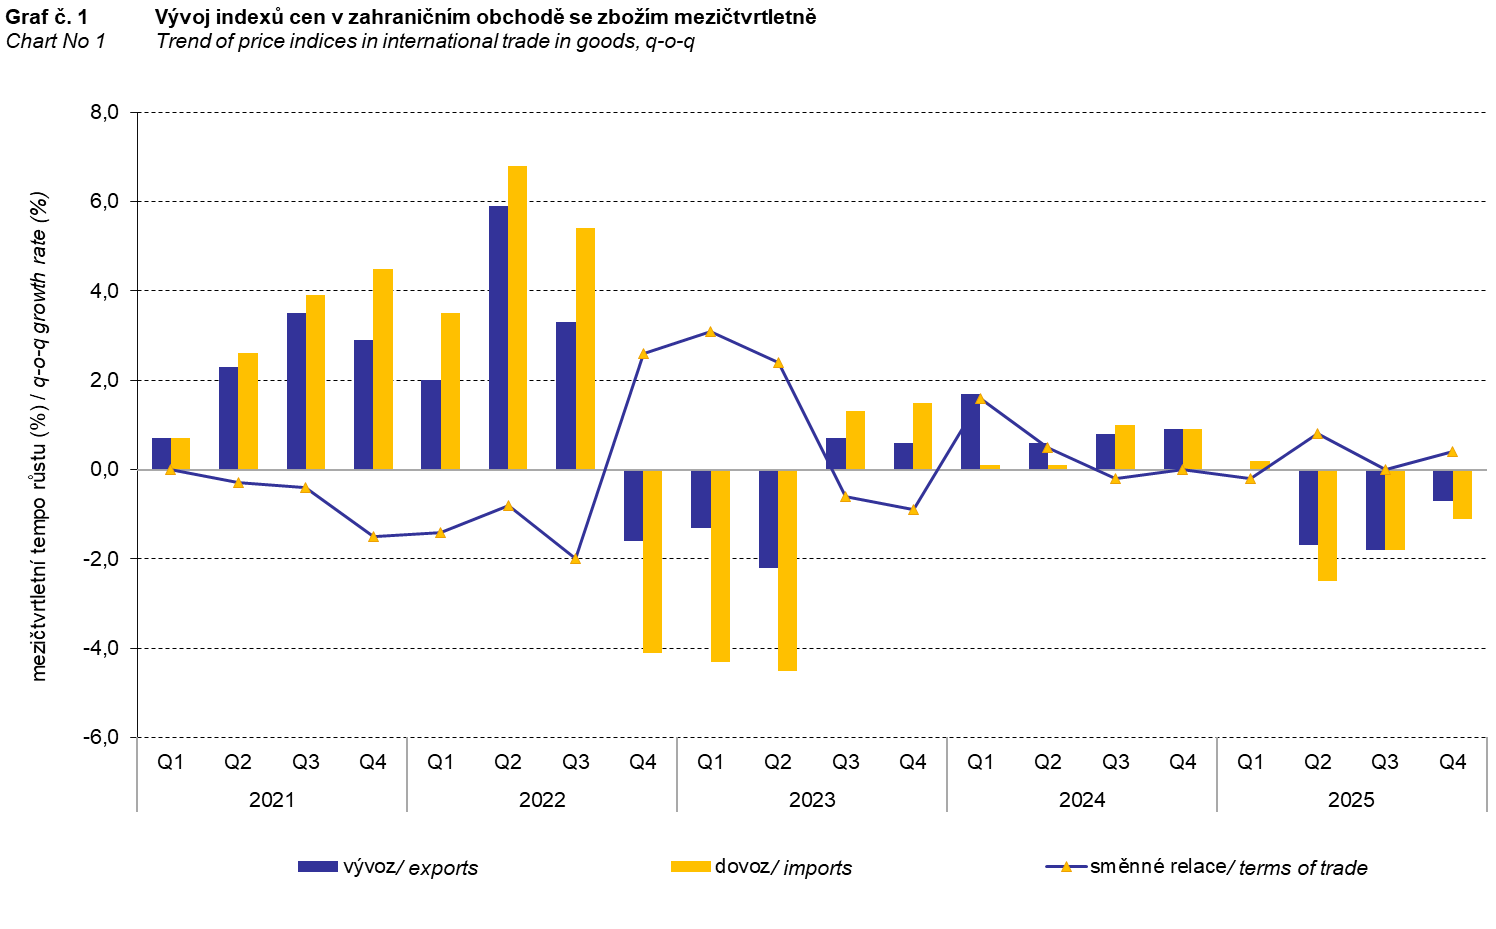 Graf č. 1 Vývoj indexů cen v zahraničním obchodě se zbožím mezičtvrtletně
Chart No 1 Trend of price indices in international trade in goods, q-o-q
mezičtvrtletní tempo růstu (%) / q-o-q growth rate (%)
8,0
6,0
4,0
2,0
0,0
-2,0
-4,0
-6,0
Q1 Q2 Q3 Q4 Q1 Q2 Q3 Q4 Q1 Q2 Q3 Q4 Q1 Q2 Q3 Q4 Q1 Q2 Q3 Q4
2021 2022 2023 2024 2025
vývoz/ exports dovoz/ imports směnné relace/ terms of trade